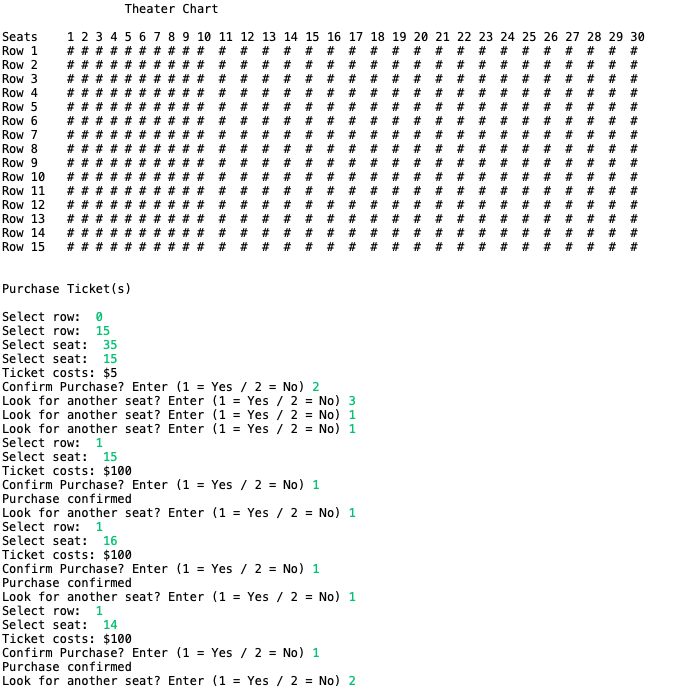 Theater Chart
Seats 1 2 3 4 5 6 7 8 9 10 11 12 13 14 15 16 17 18 19 20 21 22 23 24 25 26 27 28 29 30
Row 1 # # # # # # # # # # # # # # # # # # # # # # # # # # # # # #
Row 2 # # # # # # # # # # # # # # # # # # # # # # # # # # # # # #
Row 3 # # # # # # # # # # # # # # # # # # # # # # # # # # # # # #
Row 4 # # # # # # # # # # # # # # # # # # # # # # # # # # # # # #
Row 5 # # # # # # # # # # # # # # # # # # # # # # # # # # # # # #
Row 6 # # # # # # # # # # # # # # # # # # # # # # # # # # # # # #
Row 7 # # # # # # # # # # # # # # # # # # # # # # # # # # # # # #
Row 8 # # # # # # # # # # # # # # # # # # # # # # # # # # # # # #
Row 9 # # # # # # # # # # # # # # # # # # # # # # # # # # # # # #
Row 10 # # # # # # # # # # # # # # # # # # # # # # # # # # # # # #
Row 11 # # # # # # # # # # # # # # # # # # # # # # # # # # # # # #
Row 12 # # # # # # # # # # # # # # # # # # # # # # # # # # # # # #
Row 13 # # # # # # # # # # # # # # # # # # # # # # # # # # # # # #
Row 14 # # # # # # # # # # # # # # # # # # # # # # # # # # # # # #
Row 15 # # # # # # # # # # # # # # # # # # # # # # # # # # # # # #
Purchase Ticket(s)
Select row: 0
Select row: 15
Select seat: 35
Select seat: 15
Ticket costs: $5
Confirm Purchase? Enter (1 = Yes / 2 = No) 2
Look for another seat? Enter (1 = Yes / 2 = No) 3
Look for another seat? Enter (1 = Yes / 2 = No) 1
Look for another seat? Enter (1 = Yes / 2 = No) 1
Select row: 1
Select seat: 15
Ticket costs: $100
Confirm Purchase? Enter (1 = Yes / 2 = No) 1
Purchase confirmed
Look for another seat? Enter (1 = Yes / 2 = No) 1
Select row: 1
Select seat: 16
Ticket costs: $100
Confirm Purchase? Enter (1 = Yes / 2 = No) 1
Purchase confirmed
Look for another seat? Enter (1 = Yes / 2 = No) 1
Select row: 1
Select seat: 14
Ticket costs: $100
Confirm Purchase? Enter (1 = Yes / 2 = No) 1
Purchase confirmed
Look for another seat? Enter (1 = Yes / 2 = No) 2